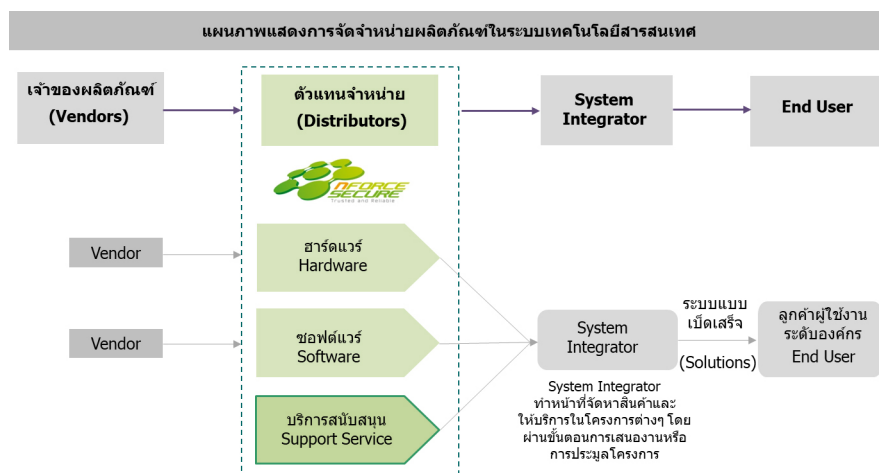 แผนภาพแสดงการจัดจำหน่ายผลิตภัณฑ์ในระบบเทคโนโลยีสารสนเทศ
เจ้าของผลิตภัณฑ์
(Vendors)
ตัวแทนจำหน่าย
(Distributors)
System
Integrator
End User
NFORCE
SECURE
Trusted and Reliable
Vendor
ฮาร์ดแวร์
Hardware
Vendor
ซอฟต์แวร์
Software
บริการสนับสนุน
Support Service
System
Integrator
ระบบแบบ
เบ็ดเสร็จ
(Solutions)
ลูกค้าผู้ใช้งาน
ระดับองค์กร
End User
System Integrator
ทำหน้าที่จัดหาสินค้าและ
ให้บริการในโครงการต่างๆ โดย
ผ่านขั้นตอนการเสนองานหรือ
การประมูลโครงการ